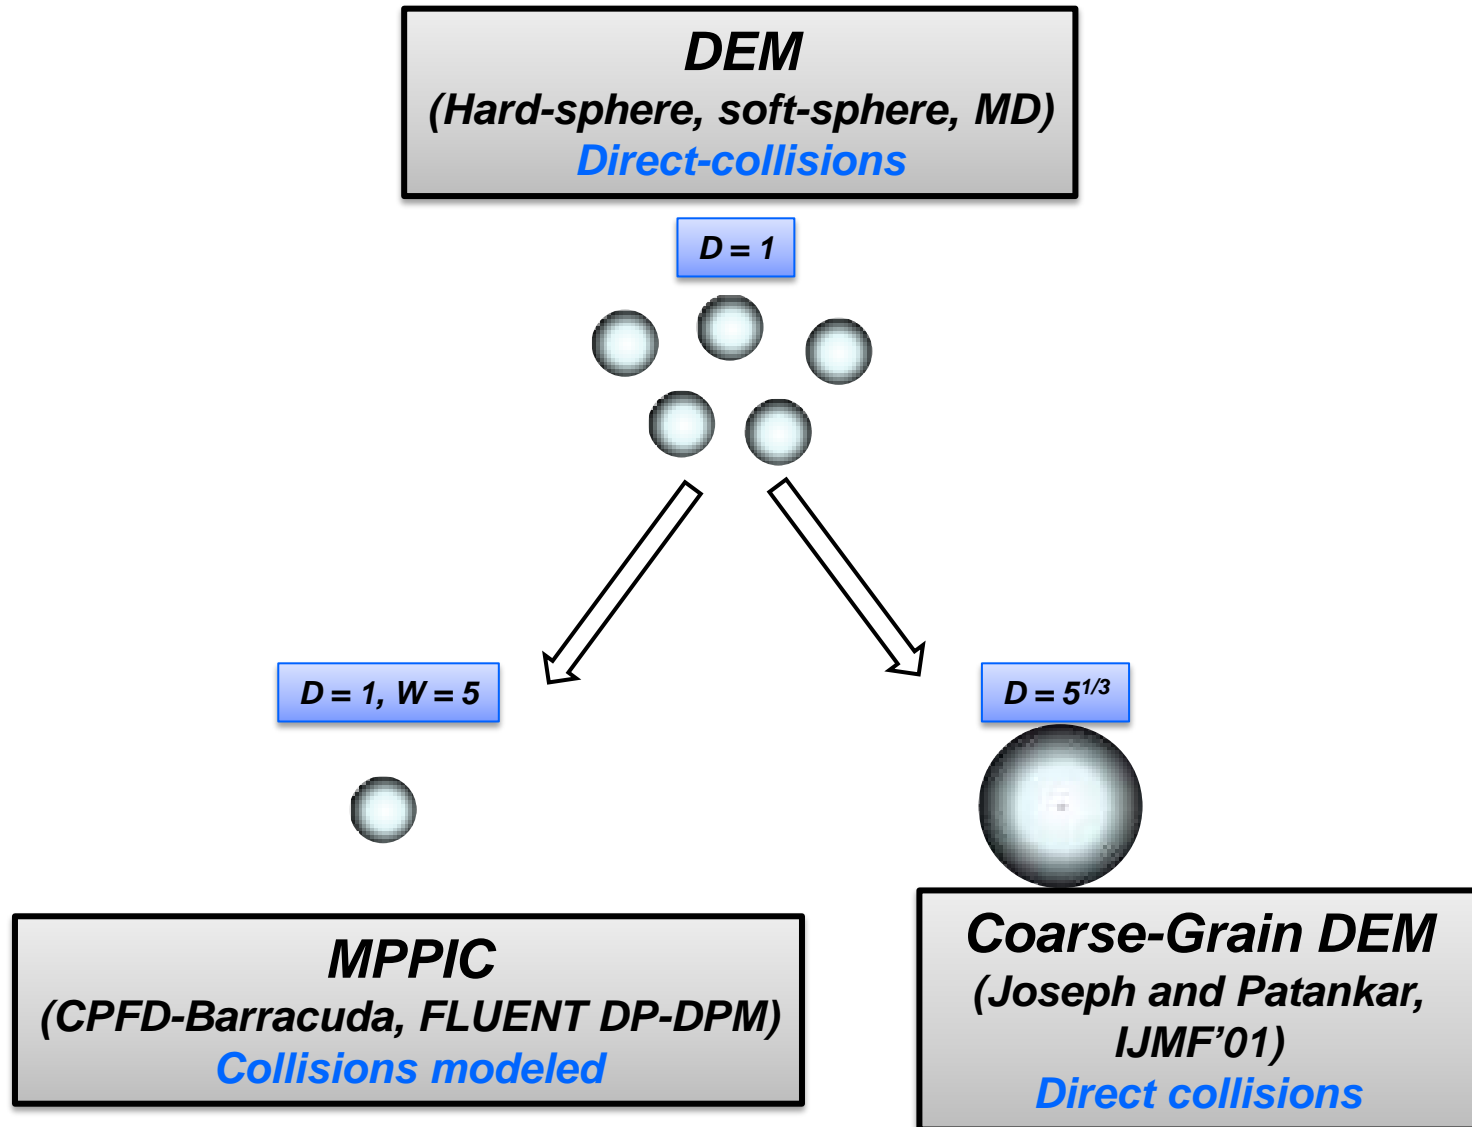 DEM
(Hard-sphere, soft-sphere, MD)
Direct-collisions
D = 1
D = 1, W = 5
D = 5^1/3
MPPIC
(CPFD-Barracuda, FLUENT DP-DPM)
Collisions modeled
Coarse-Grain DEM
(Joseph and Patankar,
IJMF’01)
Direct collisions